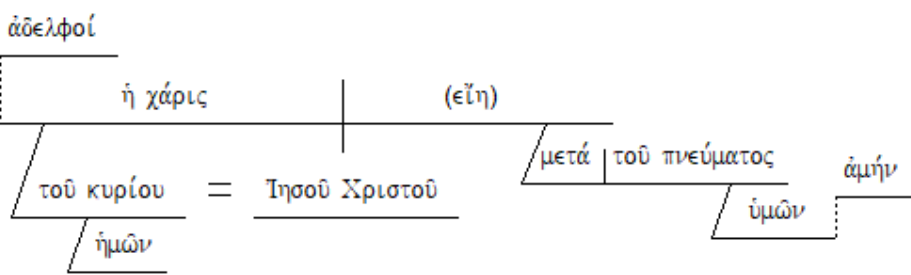 ἀδελφοί
ἡ χάρις (εἴη)
μετά τοῦ πνεύματος ἀμήν
τοῦ κυρίου = Ἰησοῦ Χριστοῦ ὑμῶν
ἡμῶν